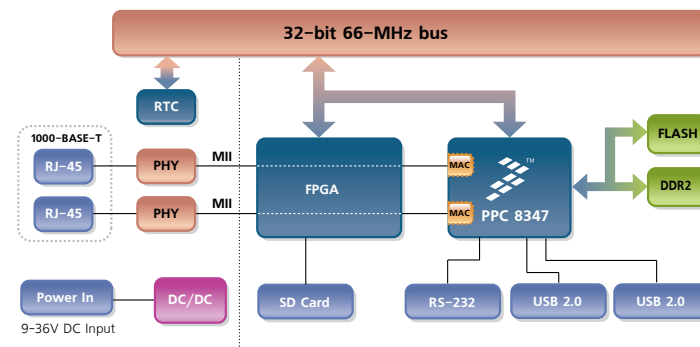 32-bit 66-MHz bus
RTC
1000-BASE-T
RJ-45
PHY
MII
FPGA
MAC
TM
PPC 8347
FLASH
DDR2
RJ-45
PHY
MII
MAC
Power In
DC/DC
SD Card
RS-232
USB 2.0
USB 2.0
9-36V DC Input